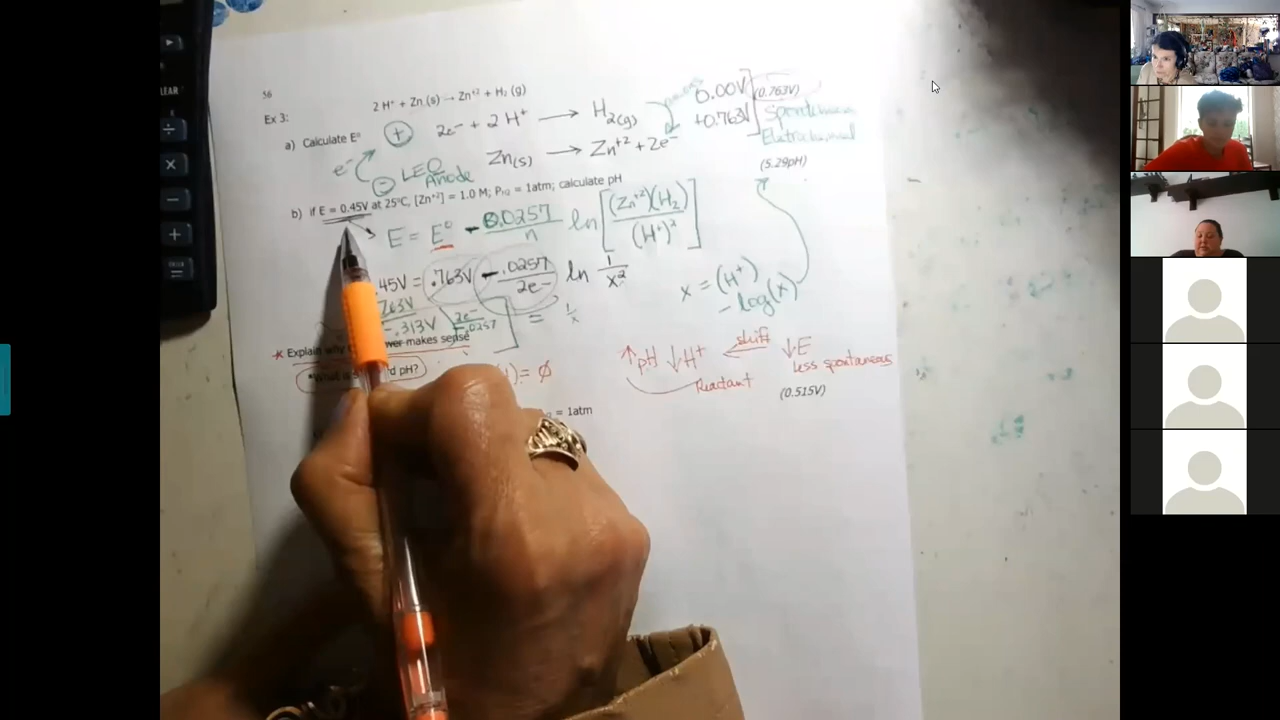 56
2 H⁺ + Zn (s) → Zn⁺² + H₂ (g)
Ex 3:
a) Calculate E°
+ 2e⁻ + 2 H⁺ → H₂(g) 0.00V (0.763V)
e⁻ − LEO Anode Zn(s) → Zn⁺² + 2e⁻ +0.763V
Spontaneous
Electrochemical
(5.29pH)
b) if E = 0.45V at 25°C, [Zn⁺²] = 1.0 M; P_H2 = 1atm; calculate pH
E = E° - 0.0257/n ln [(Zn⁺²)(H₂)/(H⁺)²]
.45V = .763V - .0257/2e⁻ ln 1/x²
x = (H⁺)
- log(x)
.763V
-.313V 2e⁻/-.0257 = 1/x
* Explain why makes sense
↑pH ↓H⁺ shift ← ↓E
less spontaneous
Reactant
(0.515V)
•What is d pH? 1) = ∅
= 1atm
LEAR
÷
×
−
+